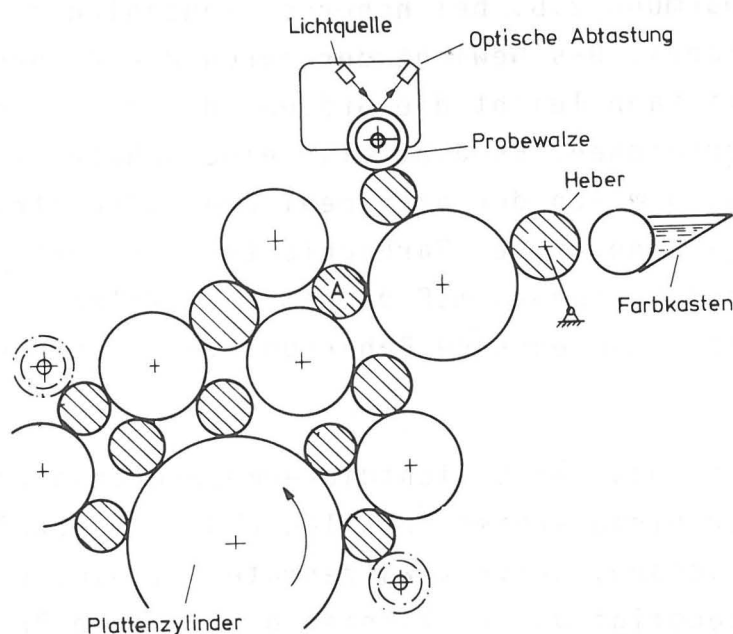 Lichtquelle
Optische Abtastung
Probewalze
Heber
A
Farbkasten
Plattenzylinder